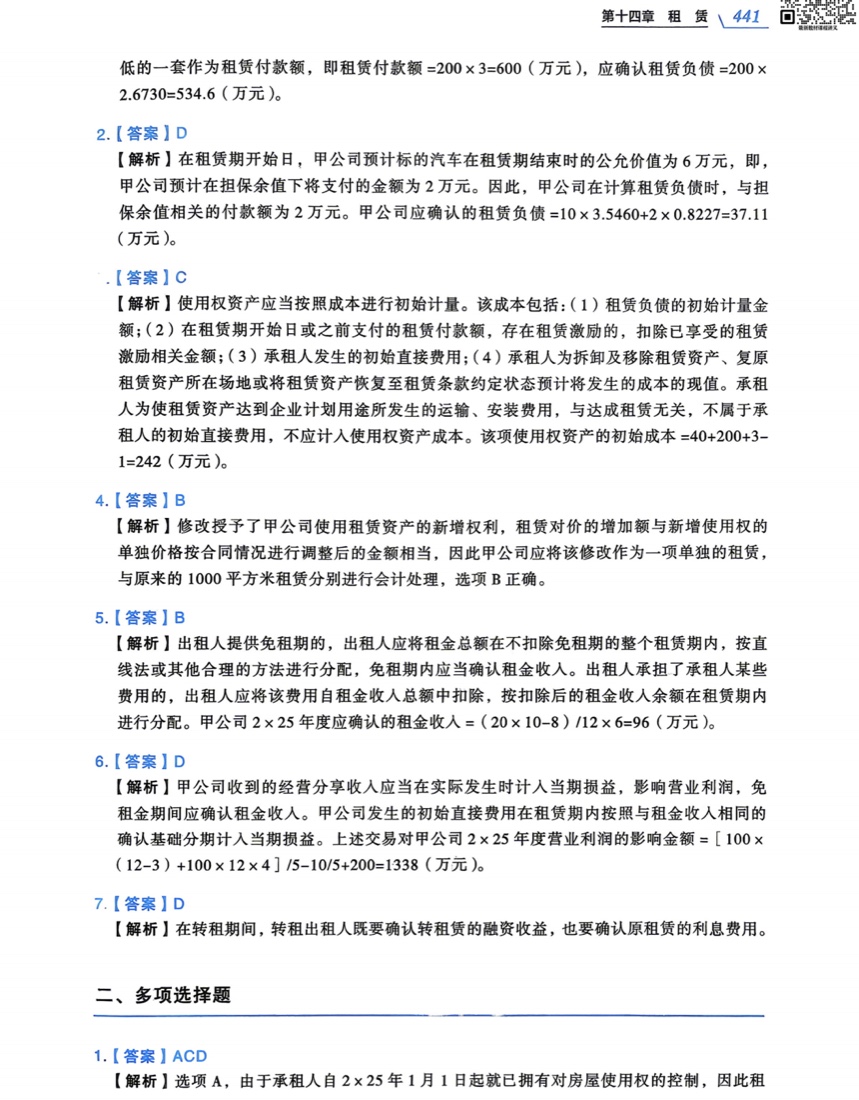 第十四章 租 赁 441
低的一套作为租赁付款额，即租赁付款额 =200×3=600（万元），应确认租赁负债 =200×
2.6730=534.6（万元）。
2.【答案】D
【解析】在租赁期开始日，甲公司预计标的汽车在租赁期结束时的公允价值为 6 万元，即，
甲公司预计在担保余值下将支付的金额为 2 万元。因此，甲公司在计算租赁负债时，与担
保余值相关的付款额为 2 万元。甲公司应确认的租赁负债 =10×3.5460+2×0.8227=37.11
（万元）。
.【答案】C
【解析】使用权资产应当按照成本进行初始计量。该成本包括：（1）租赁负债的初始计量金
额；（2）在租赁期开始日或之前支付的租赁付款额，存在租赁激励的，扣除已享受的租赁
激励相关金额；（3）承租人发生的初始直接费用；（4）承租人为拆卸及移除租赁资产、复原
租赁资产所在场地或将租赁资产恢复至租赁条款约定状态预计将发生的成本的现值。承租
人为使租赁资产达到企业计划用途所发生的运输、安装费用，与达成租赁无关，不属于承
租人的初始直接费用，不应计入使用权资产成本。该项使用权资产的初始成本 =40+200+3-
1=242（万元）。
4.【答案】B
【解析】修改授予了甲公司使用租赁资产的新增权利，租赁对价的增加额与新增使用权的
单独价格按合同情况进行调整后的金额相当，因此甲公司应将该修改作为一项单独的租赁，
与原来的 1000 平方米租赁分别进行会计处理，选项 B 正确。
5.【答案】B
【解析】出租人提供免租期的，出租人应将租金总额在不扣除免租期的整个租赁期内，按直
线法或其他合理的方法进行分配，免租期内应当确认租金收入。出租人承担了承租人某些
费用的，出租人应将该费用自租金收入总额中扣除，按扣除后的租金收入余额在租赁期内
进行分配。甲公司 2×25 年度应确认的租金收入 =（20×10-8）/12×6=96（万元）。
6.【答案】D
【解析】甲公司收到的经营分享收入应当在实际发生时计入当期损益，影响营业利润，免
租金期间应确认租金收入。甲公司发生的初始直接费用在租赁期内按照与租金收入相同的
确认基础分期计入当期损益。上述交易对甲公司 2×25 年度营业利润的影响金额 =［100×
（12-3）+100×12×4］/5-10/5+200=1338（万元）。
7.【答案】D
【解析】在转租期间，转租出租人既要确认转租赁的融资收益，也要确认原租赁的利息费用。
二、多项选择题
1.【答案】ACD
【解析】选项 A，由于承租人自 2×25 年 1 月 1 日起就已拥有对房屋使用权的控制，因此租